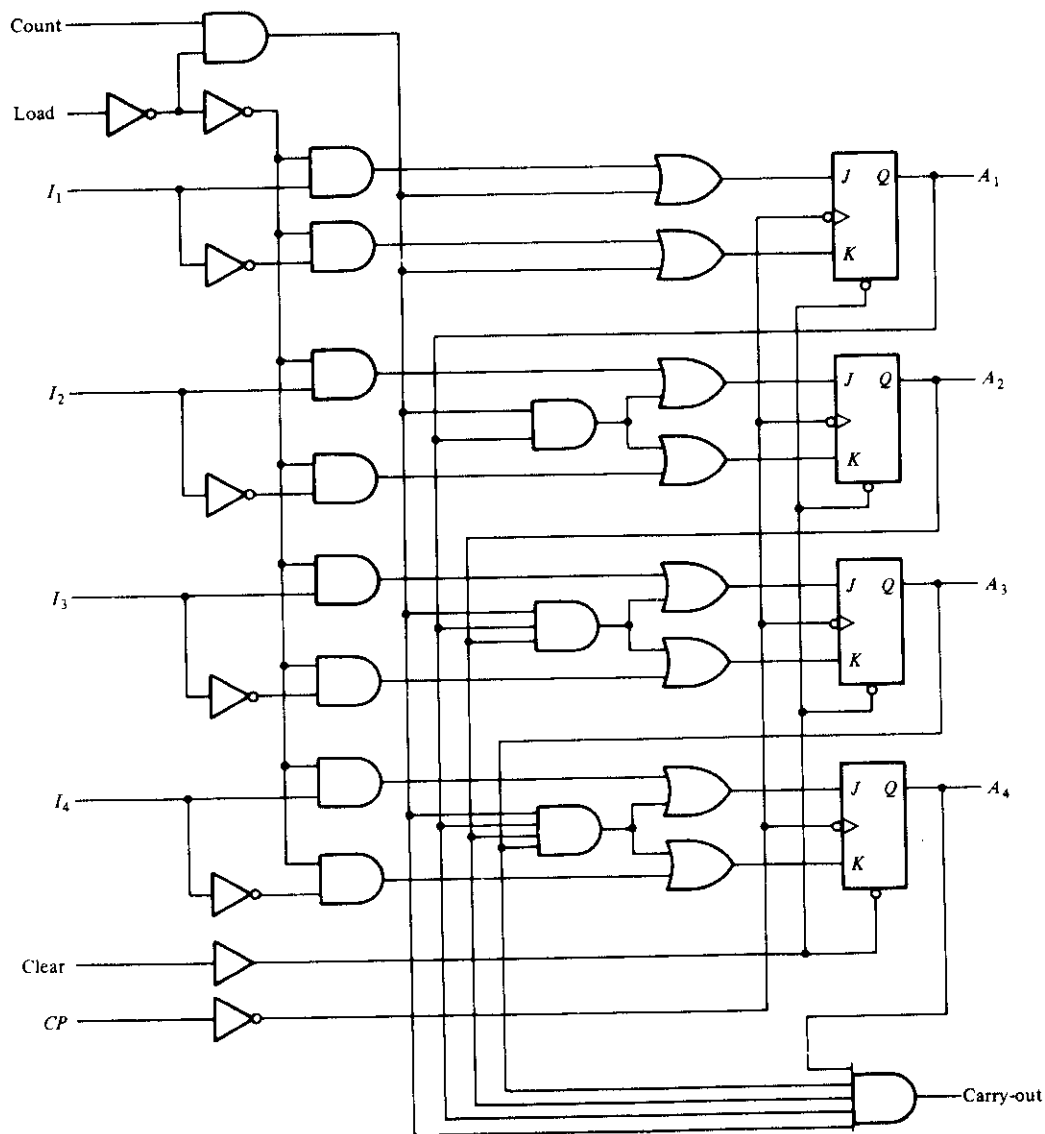 Count
Load
I₁
J Q
A₁
K
I₂
J Q
A₂
K
I₃
J Q
A₃
K
I₄
J Q
A₄
K
Clear
CP
Carry-out